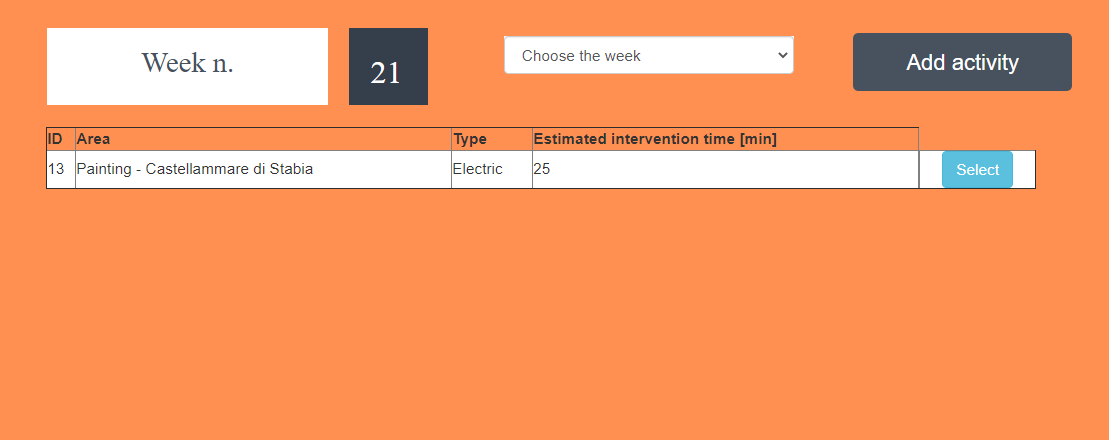 Week n. 21 Choose the week Add activity
ID Area Type Estimated intervention time [min]
13 Painting - Castellammare di Stabia Electric 25 Select